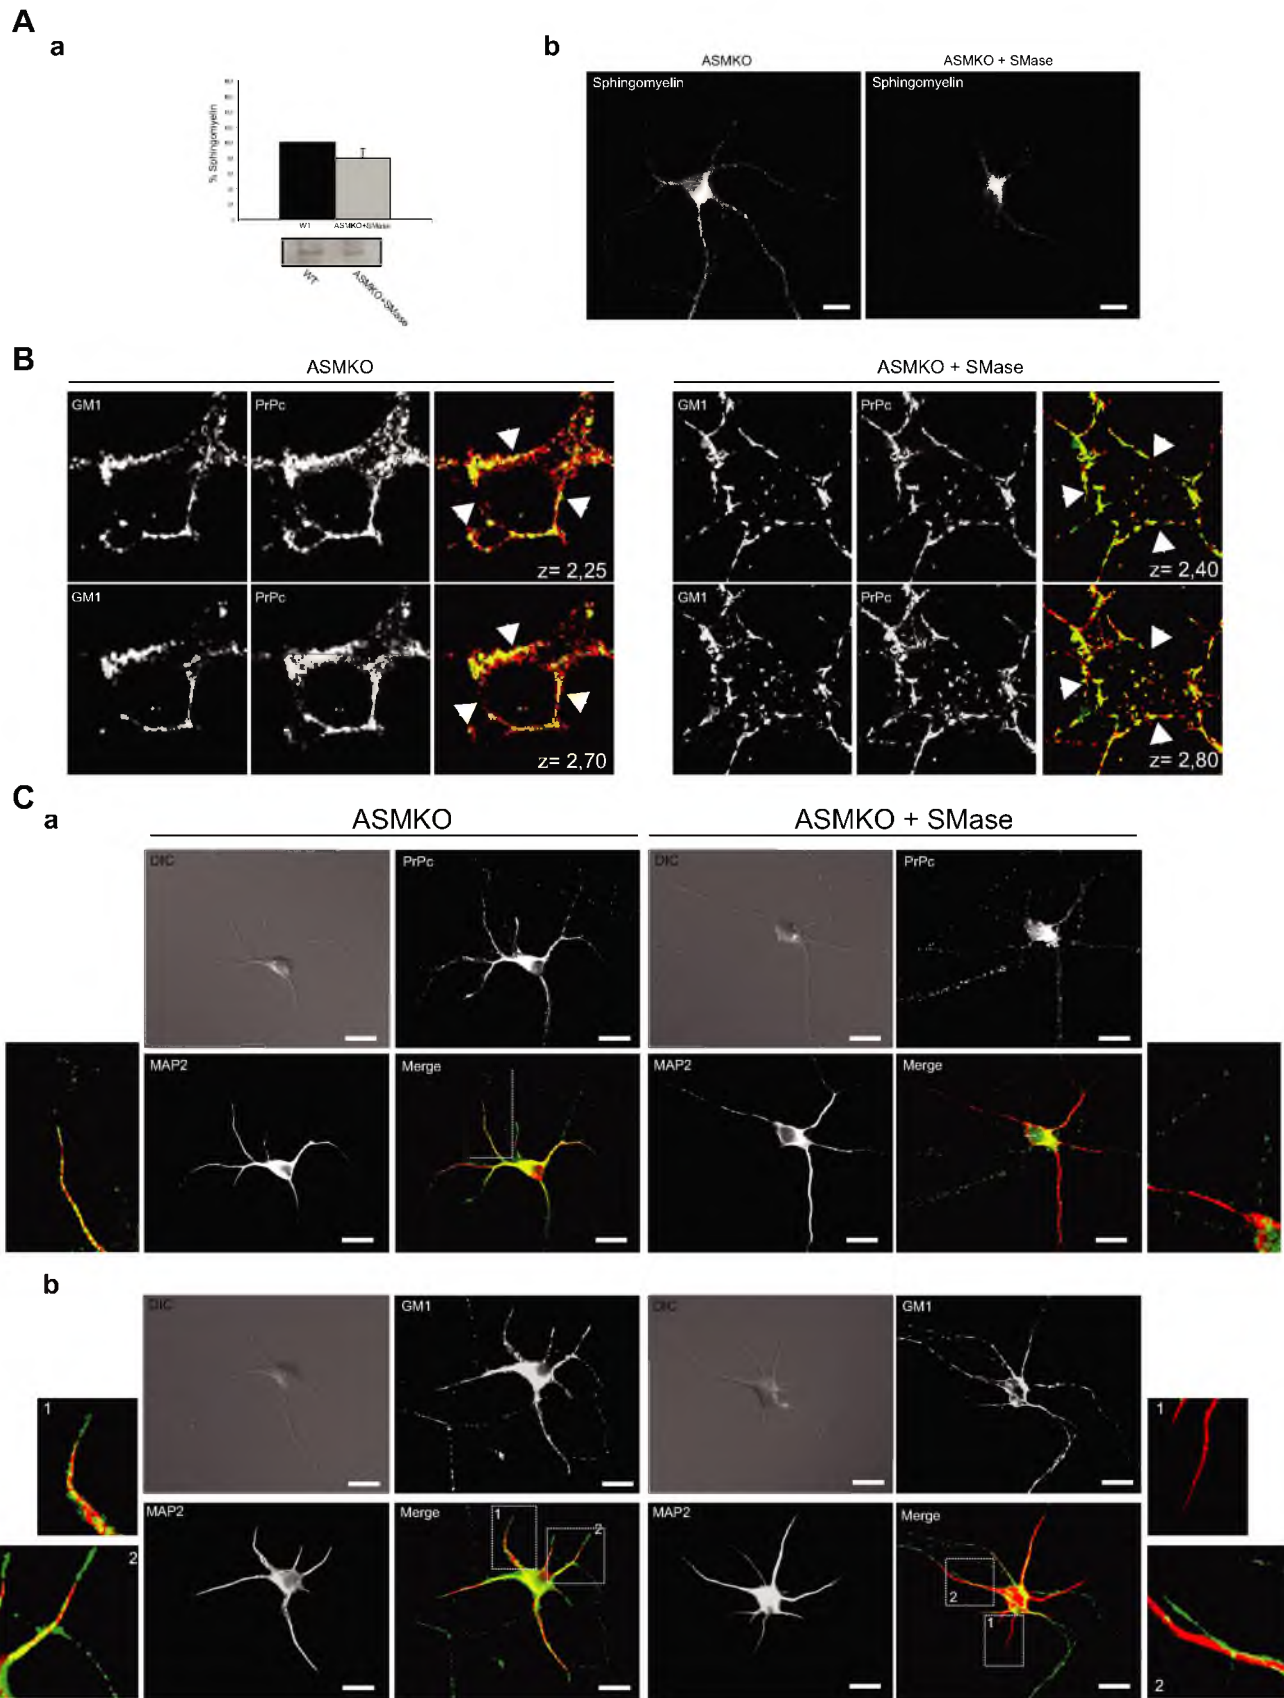 A
a
b
% Sphingomyelin
WT
ASMKO+SMase
WT
ASMKO+SMase
ASMKO
ASMKO + SMase
Sphingomyelin
Sphingomyelin
B
ASMKO
ASMKO + SMase
GM1
PrPc
z= 2,25
GM1
PrPc
z= 2,40
GM1
PrPc
z= 2,70
GM1
PrPc
z= 2,80
C
a
ASMKO
ASMKO + SMase
DIC
PrPc
DIC
PrPc
MAP2
Merge
MAP2
Merge
b
DIC
GM1
DIC
GM1
1
1
MAP2
Merge
1
2
MAP2
Merge
2
1
2
2